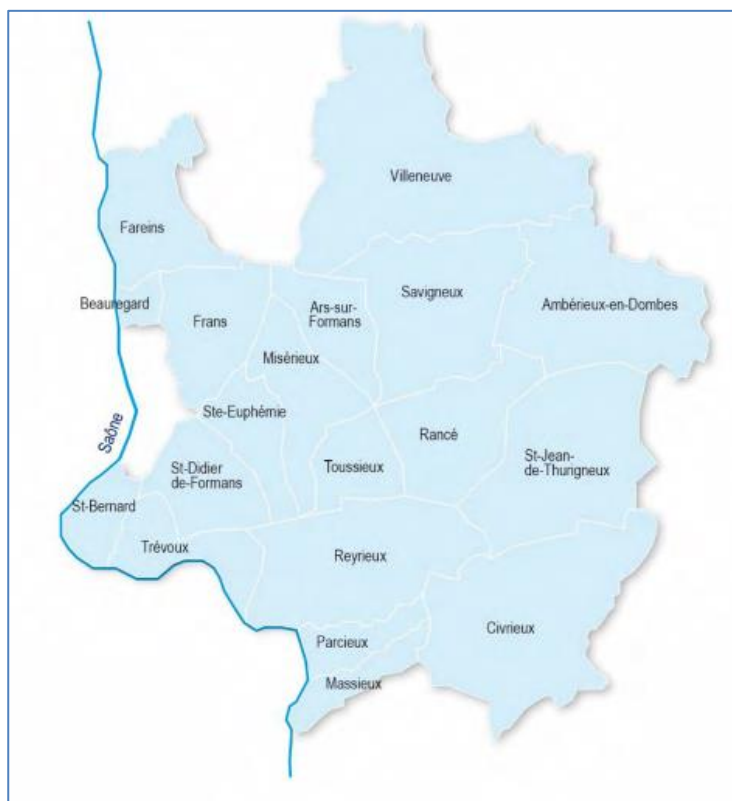 Villeneuve
Fareins
Beauregard
Savigneux
Ambérieux-en-Dombes
Ars-sur-
Formans
Frans
Misérieux
Ste-Euphémie
Rancé
Saône
St-Didier
de-Formans
Toussieux
St-Jean-
de-Thurigneux
St-Bernard
Trévoux
Reyrieux
Civrieux
Parcieux
Massieux